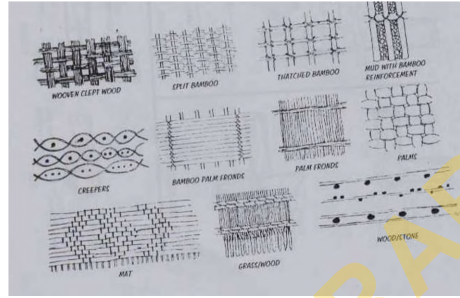 WOOVEN CLEPT WOOD
SPLIT BAMBOO
THATCHED BAMBOO
MUD WITH BAMBOO
REINFORCEMENT
CREEPERS
BAMBOO PALM FRONDS
PALM FRONDS
PALMS
MAT
GRASS/WOOD
WOOD/STONE